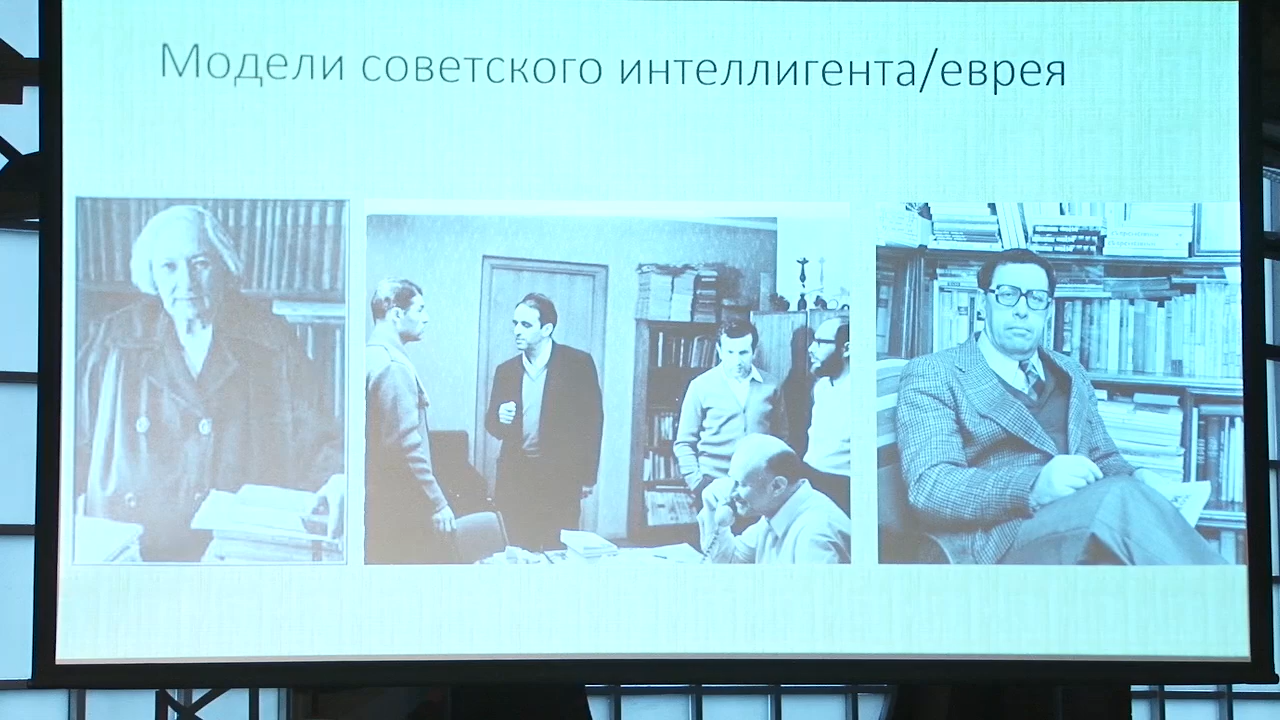 Модели советского интеллигента/еврея